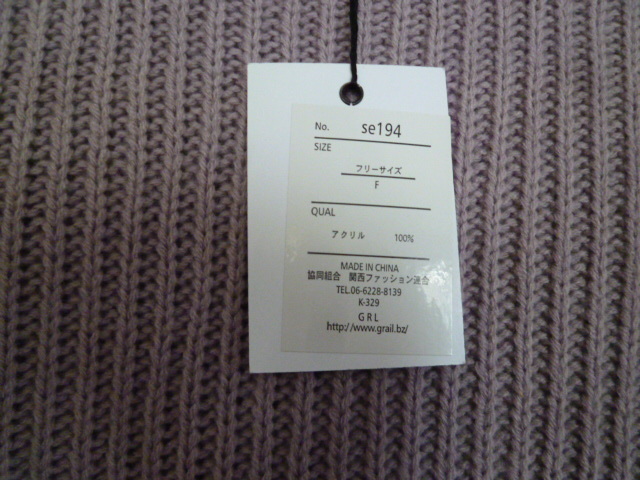 No. se194
SIZE
フリーサイズ
F
QUAL
アクリル 100%
MADE IN CHINA
協同組合 関西ファッション連合
TEL.06-6228-8139
K-329
GRL
http://www.grail.bz/